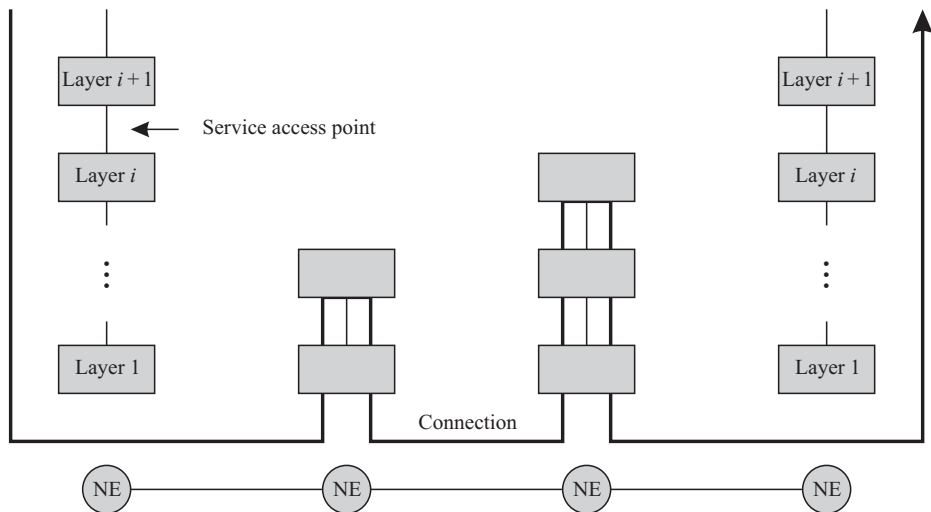 Layer i + 1
Layer i + 1
Service access point
Layer i
Layer i
Layer 1
Layer 1
Connection
NE
NE
NE
NE